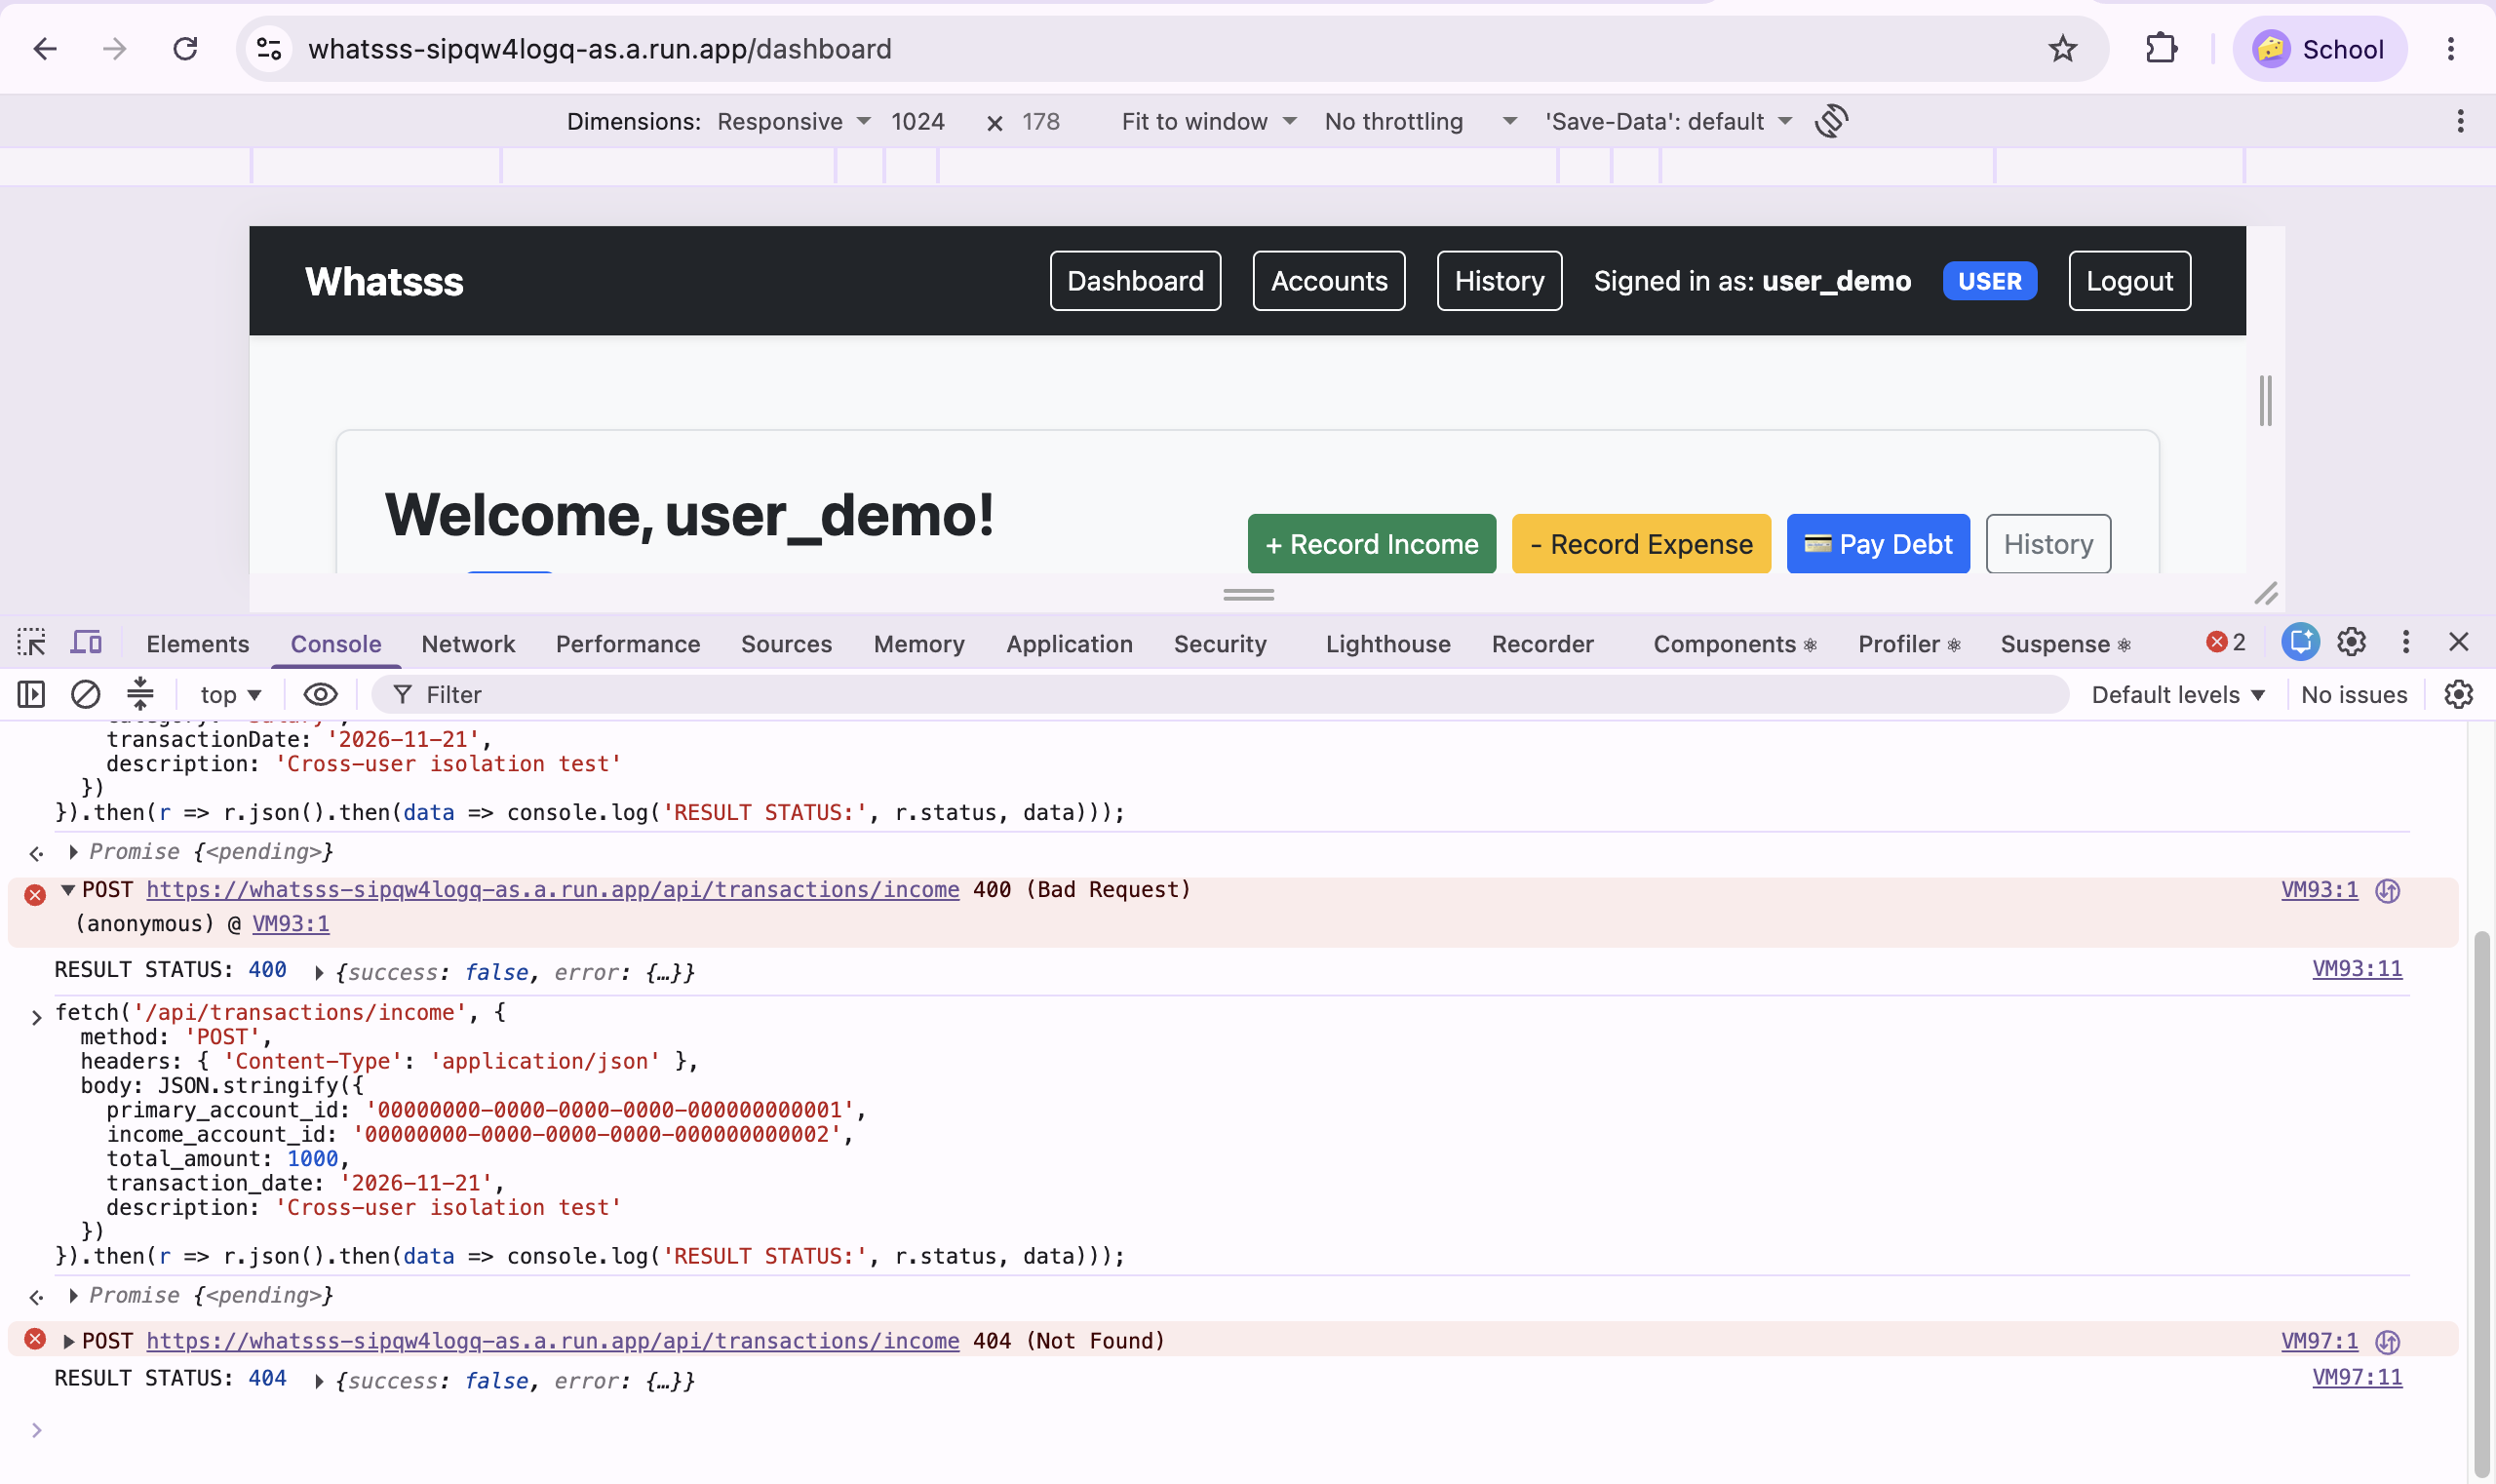 whatsss-sipqw4logq-as.a.run.app/dashboard
School
Dimensions: Responsive 1024 × 178 Fit to window No throttling 'Save-Data': default
Whatsss Dashboard Accounts History Signed in as: user_demo USER Logout
Welcome, user_demo!
+ Record Income - Record Expense 💳 Pay Debt History
Elements Console Network Performance Sources Memory Application Security Lighthouse Recorder Components Profiler Suspense 2
top Filter Default levels No issues
transactionDate: '2026-11-21',
description: 'Cross-user isolation test'
})
}).then(r => r.json().then(data => console.log('RESULT STATUS:', r.status, data)));
Promise {<pending>}
POST https://whatsss-sipqw4logq-as.a.run.app/api/transactions/income 400 (Bad Request) VM93:1
(anonymous) @ VM93:1
RESULT STATUS: 400 {success: false, error: {…}} VM93:11
fetch('/api/transactions/income', {
method: 'POST',
headers: { 'Content-Type': 'application/json' },
body: JSON.stringify({
primary_account_id: '00000000-0000-0000-0000-000000000001',
income_account_id: '00000000-0000-0000-0000-000000000002',
total_amount: 1000,
transaction_date: '2026-11-21',
description: 'Cross-user isolation test'
})
}).then(r => r.json().then(data => console.log('RESULT STATUS:', r.status, data)));
Promise {<pending>}
POST https://whatsss-sipqw4logq-as.a.run.app/api/transactions/income 404 (Not Found) VM97:1
RESULT STATUS: 404 {success: false, error: {…}} VM97:11